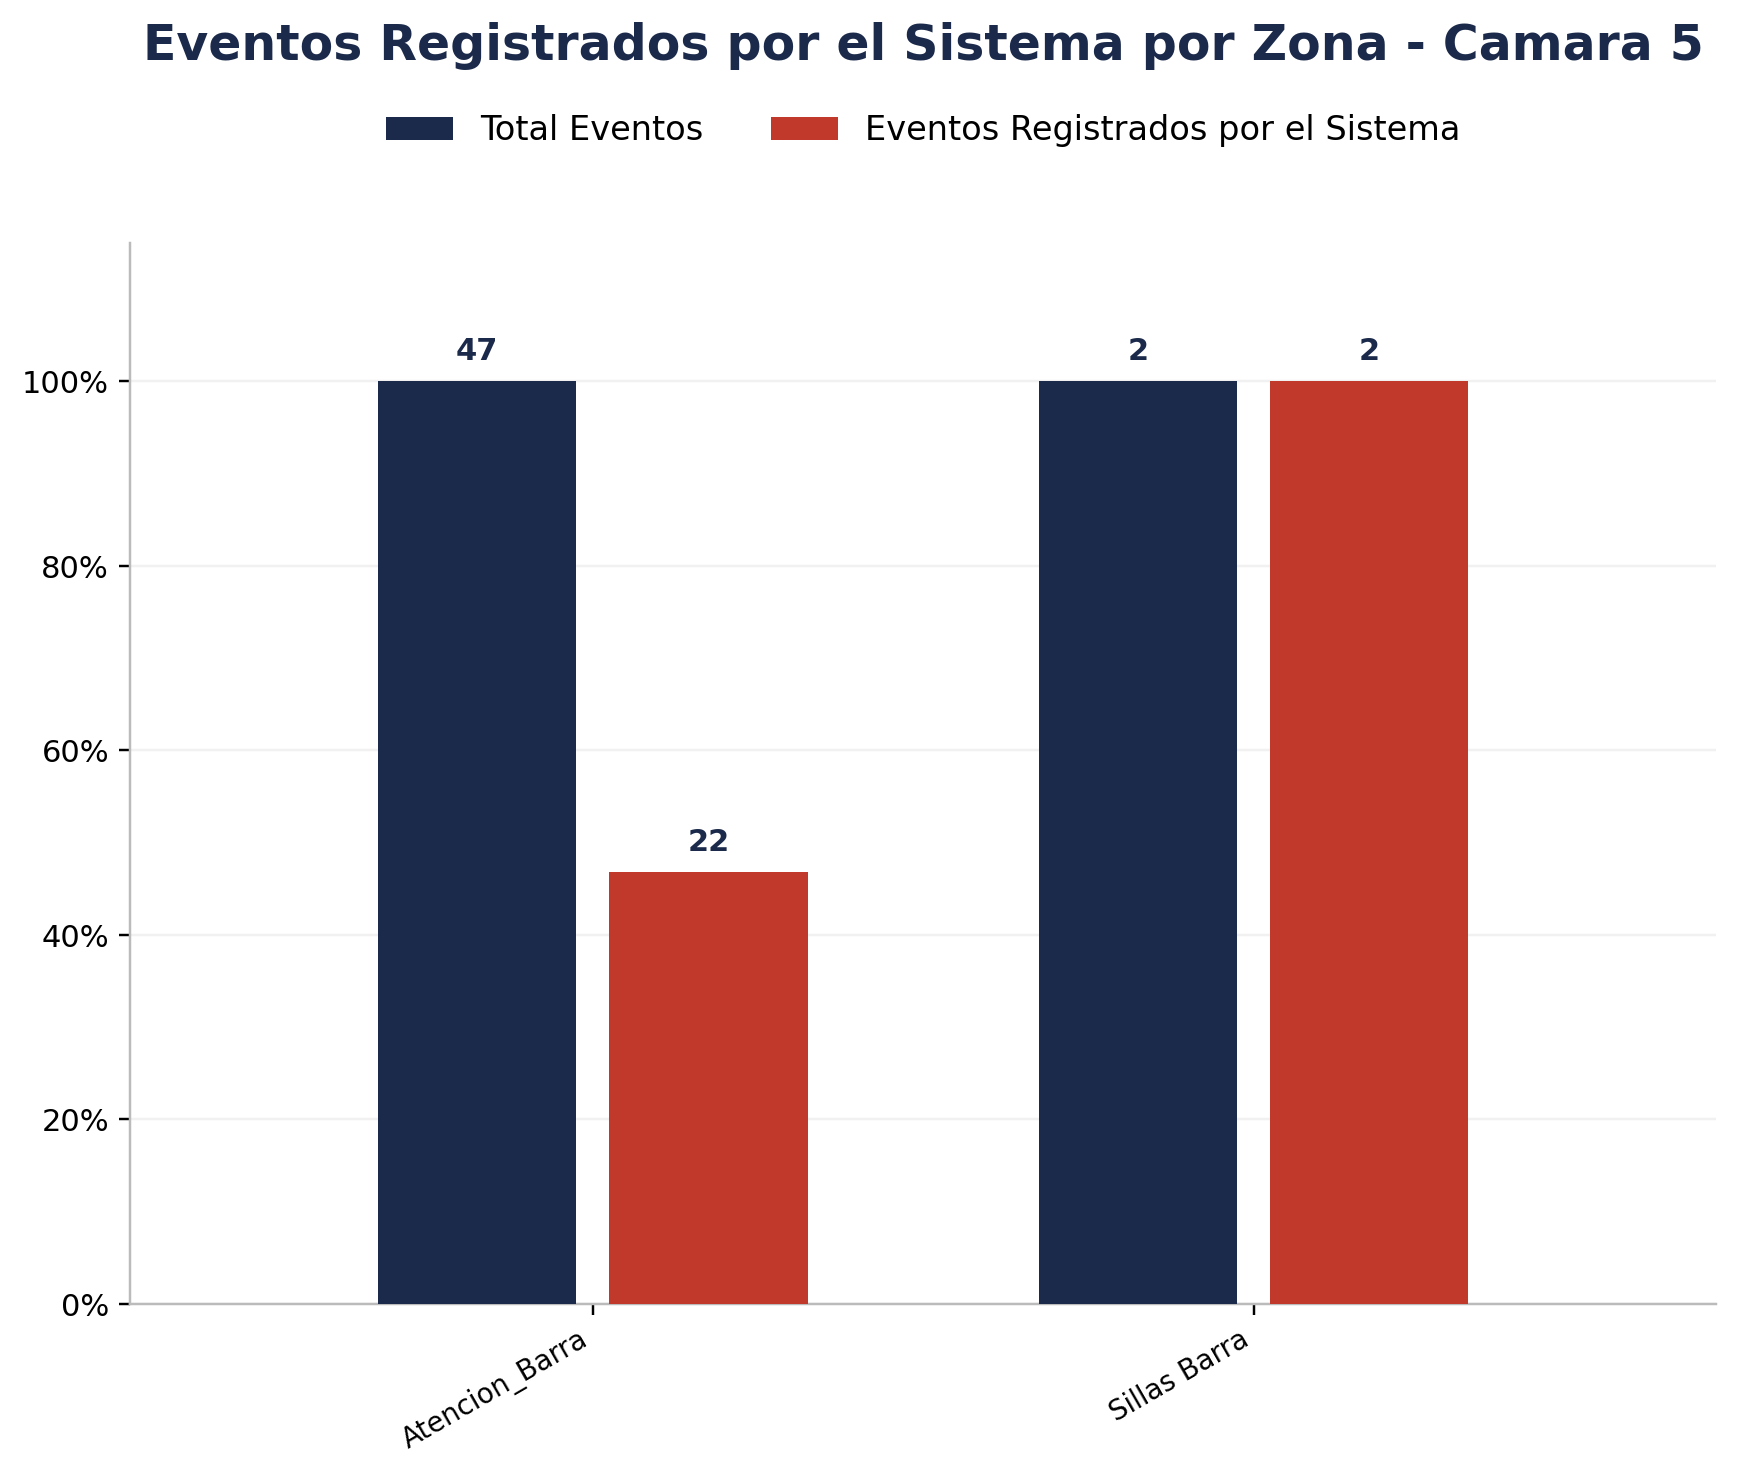 Eventos Registrados por el Sistema por Zona - Camara 5
Total Eventos
Eventos Registrados por el Sistema
47
2
2
100%
80%
60%
22
40%
20%
0%
Atencion_Barra
Sillas Barra